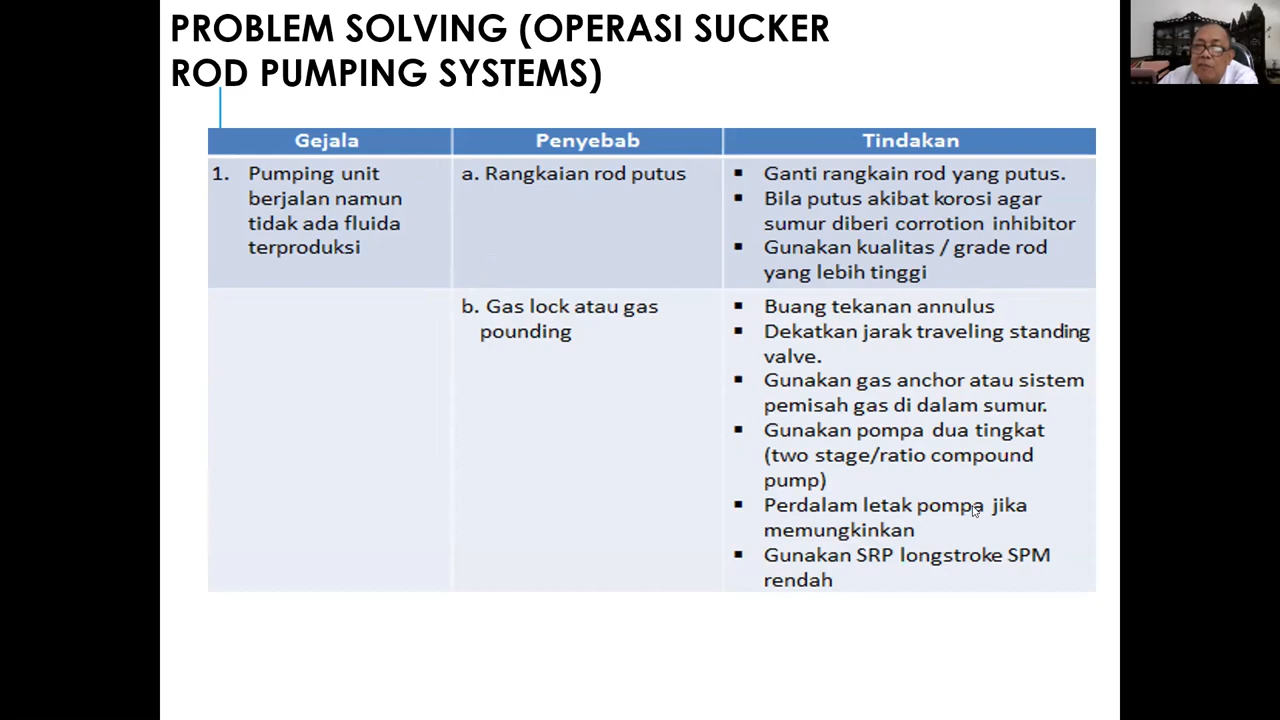 PROBLEM SOLVING (OPERASI SUCKER
ROD PUMPING SYSTEMS)
Gejala Penyebab Tindakan
1. Pumping unit
berjalan namun
tidak ada fluida
terproduksi
a. Rangkaian rod putus
▪ Ganti rangkain rod yang putus.
▪ Bila putus akibat korosi agar
sumur diberi corrotion inhibitor
▪ Gunakan kualitas / grade rod
yang lebih tinggi
b. Gas lock atau gas
pounding
▪ Buang tekanan annulus
▪ Dekatkan jarak traveling standing
valve.
▪ Gunakan gas anchor atau sistem
pemisah gas di dalam sumur.
▪ Gunakan pompa dua tingkat
(two stage/ratio compound
pump)
▪ Perdalam letak pompa jika
memungkinkan
▪ Gunakan SRP longstroke SPM
rendah